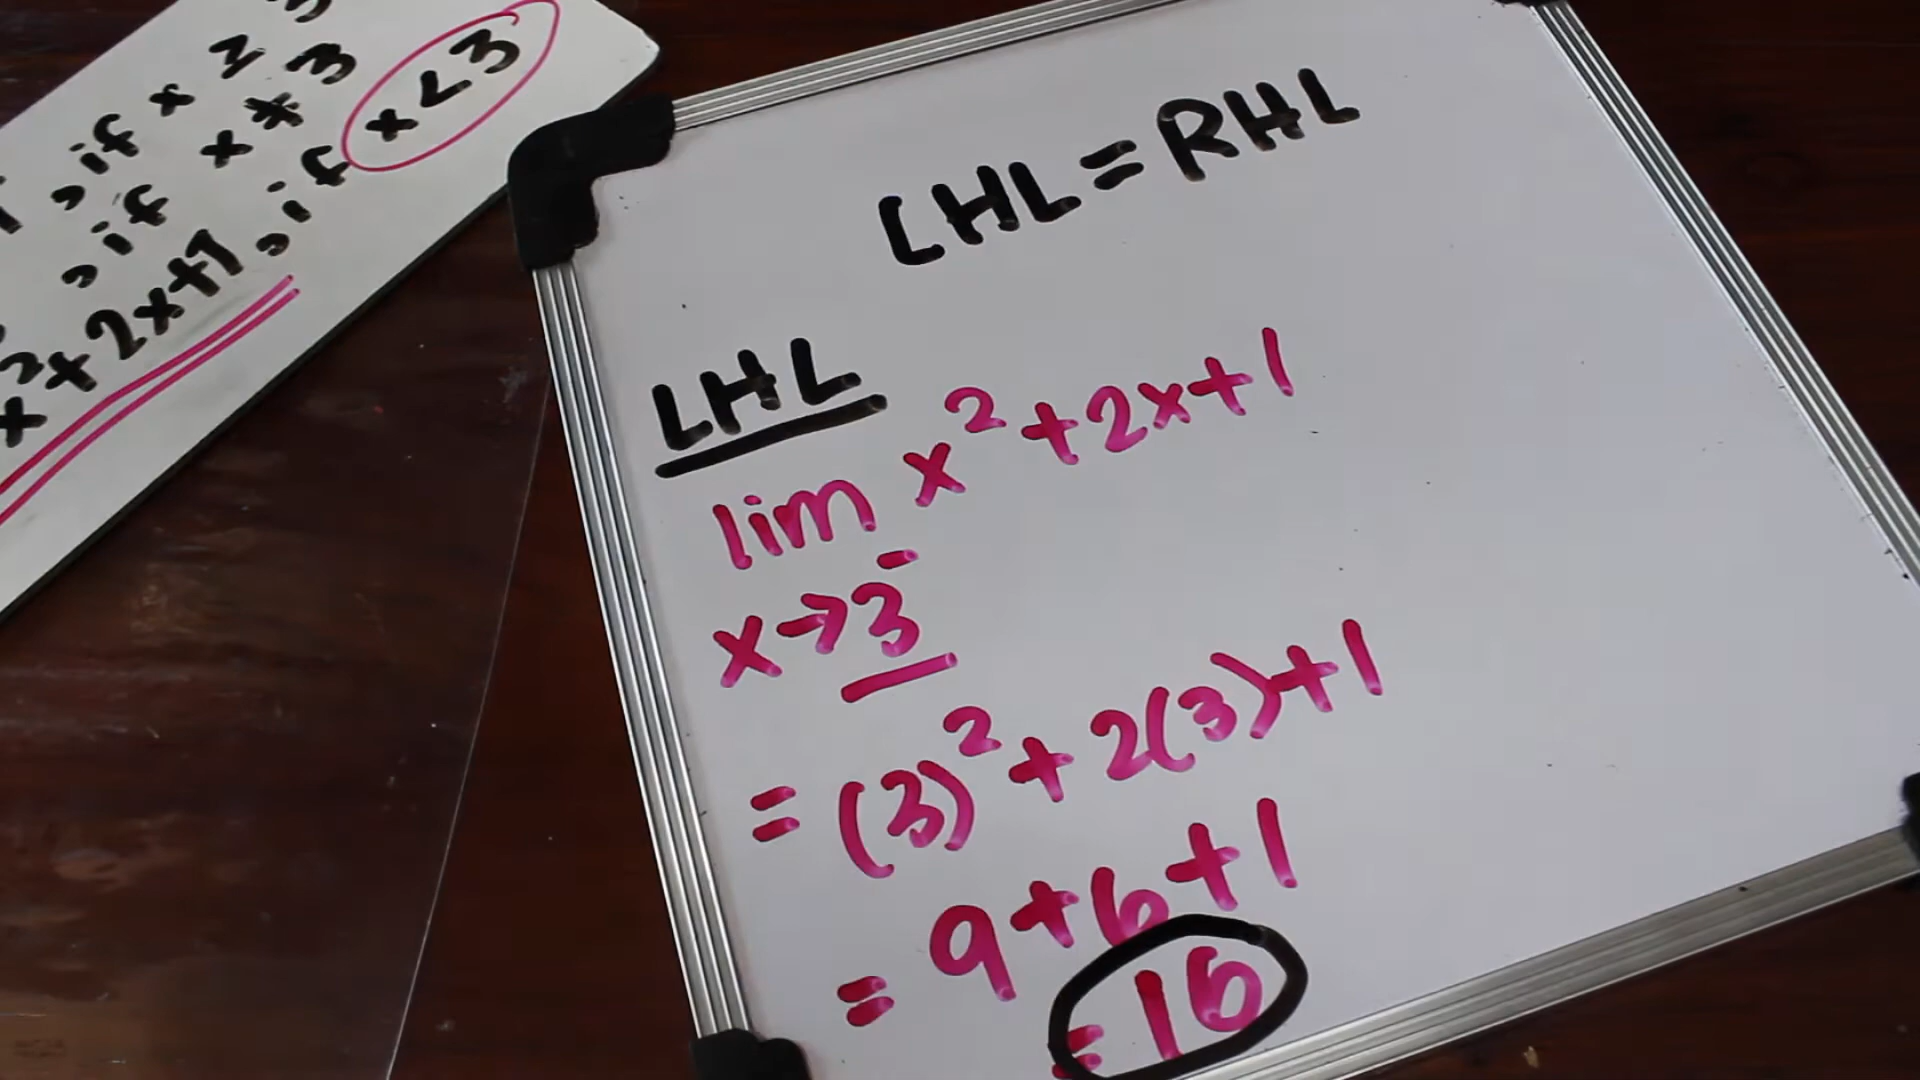 , if x
, if x ≠ 3
x² + 2x + 1, if x < 3
LHL = RHL
LHL
lim x² + 2x + 1
x → 3⁻
= (3)² + 2(3) + 1
= 9 + 6 + 1
= 16